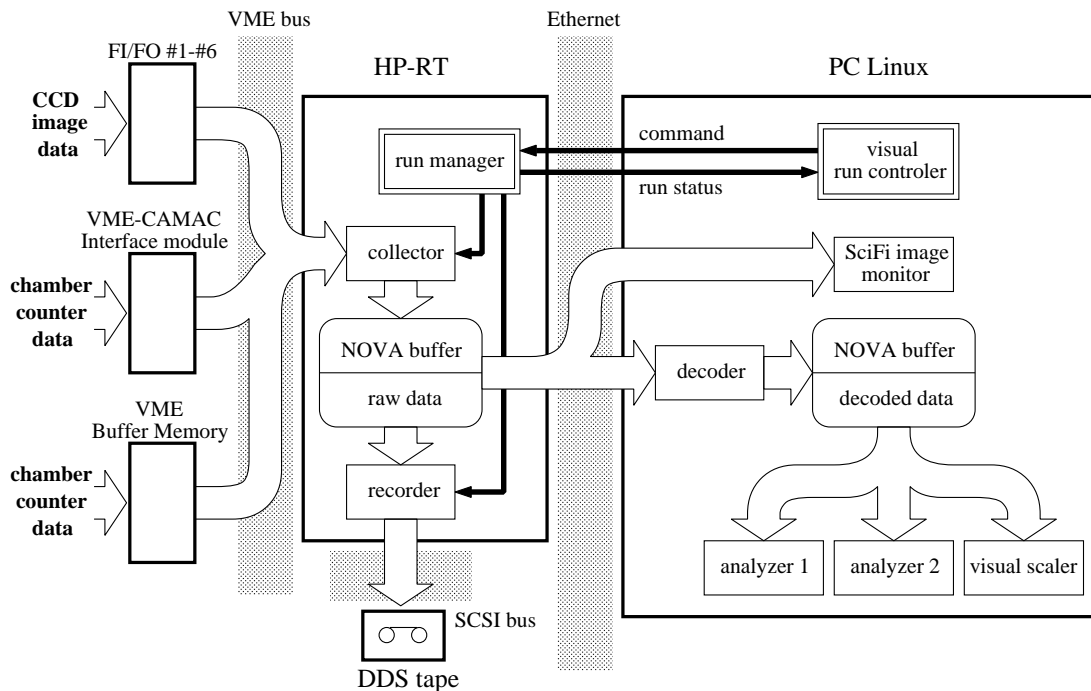 VME bus
Ethernet
FI/FO #1-#6
HP-RT
PC Linux
CCD
image
data
command
run manager
visual
run controler
run status
VME-CAMAC
Interface module
collector
SciFi image
monitor
chamber
counter
data
NOVA buffer
raw data
decoder
NOVA buffer
decoded data
VME
Buffer Memory
chamber
counter
data
recorder
analyzer 1
analyzer 2
visual scaler
SCSI bus
DDS tape